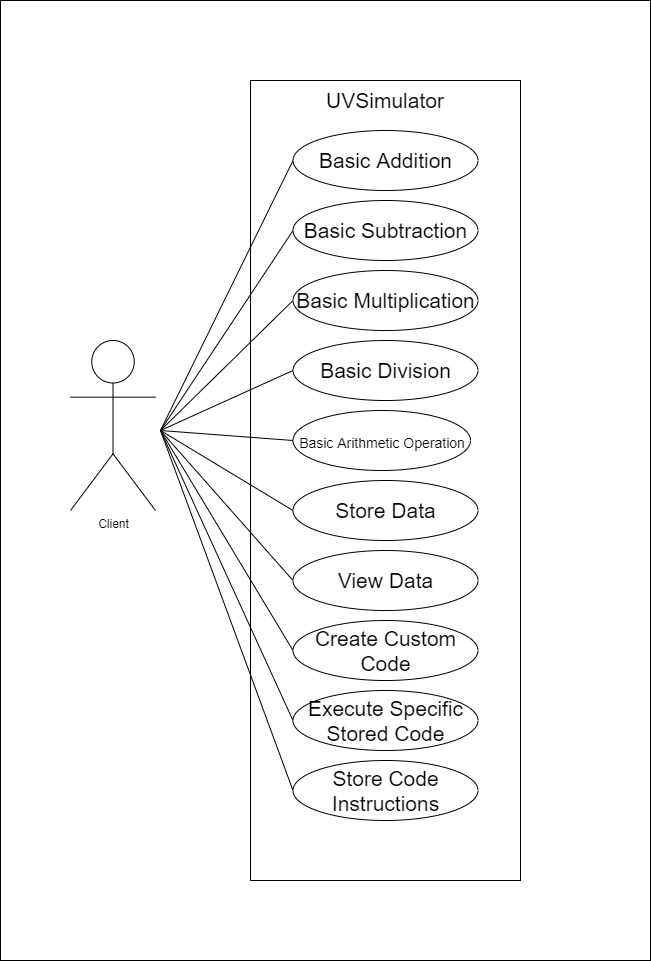 UVSimulator
Basic Addition
Basic Subtraction
Basic Multiplication
Basic Division
Basic Arithmetic Operation
Store Data
View Data
Create Custom
Code
Execute Specific
Stored Code
Store Code
Instructions
Client